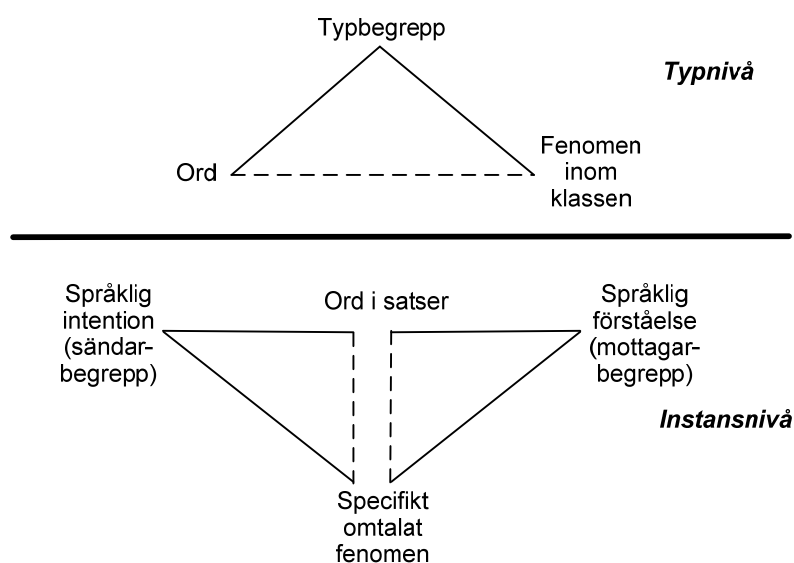 Typbegrepp
Typnivå
Ord
Fenomen
inom
klassen
Språklig
intention
(sändar-
begrepp)
Ord i satser
Språklig
förståelse
(mottagar-
begrepp)
Instansnivå
Specifikt
omtalat
fenomen